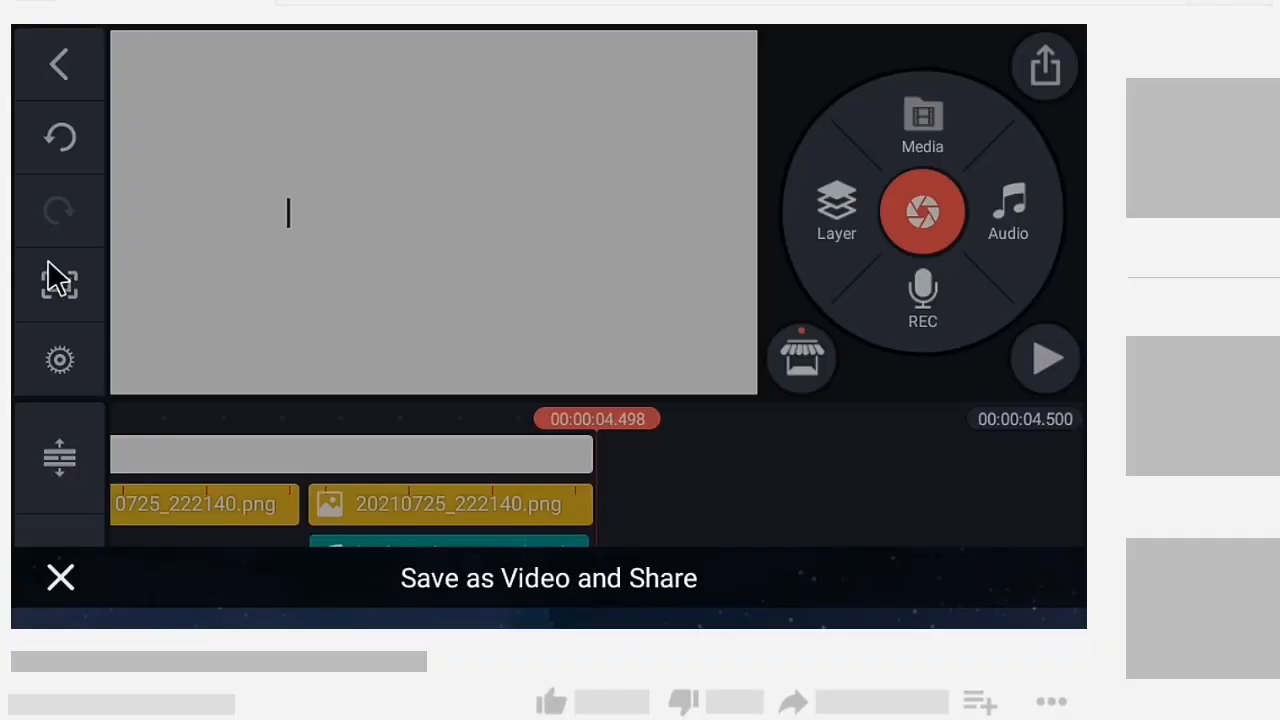 Media
Layer
Audio
REC
00:00:04.498
00:00:04.500
0725_222140.png
20210725_222140.png
Save as Video and Share